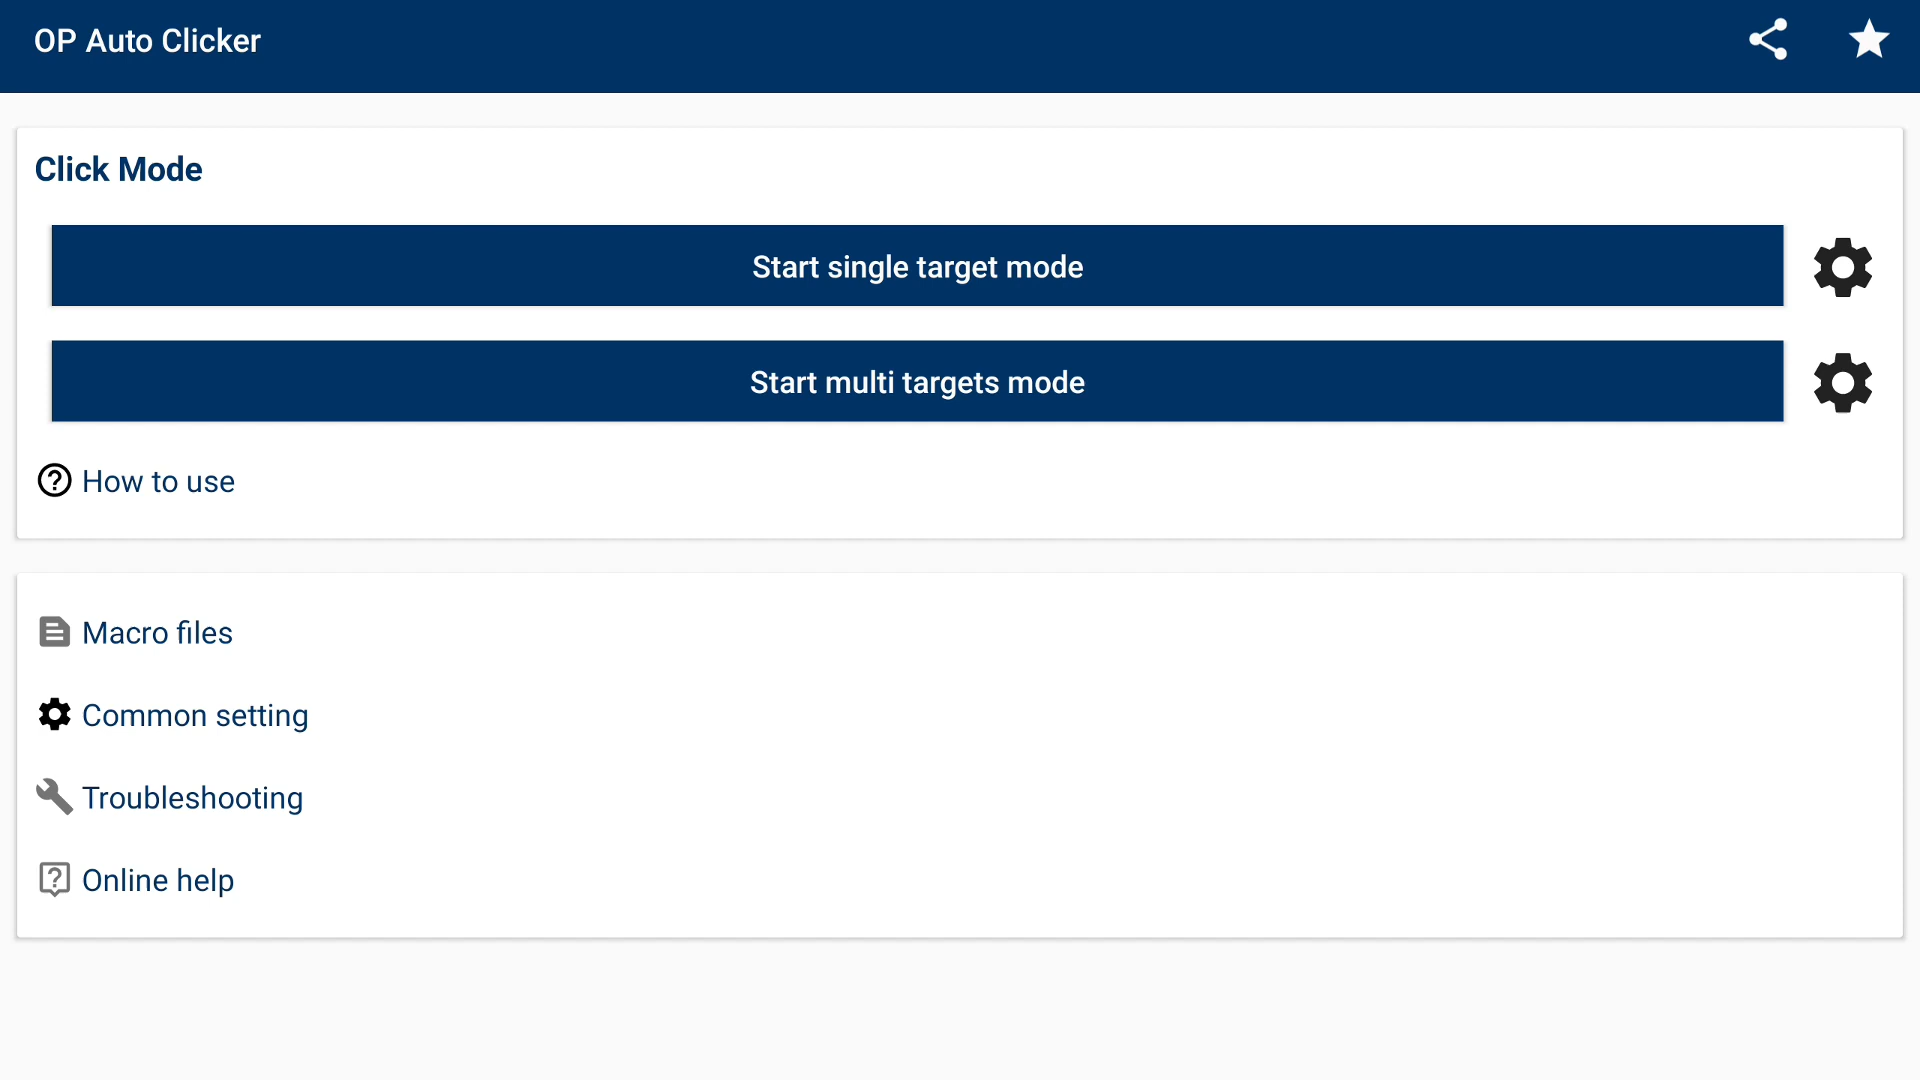 OP Auto Clicker
Click Mode
Start single target mode
Start multi targets mode
How to use
Macro files
Common setting
Troubleshooting
Online help